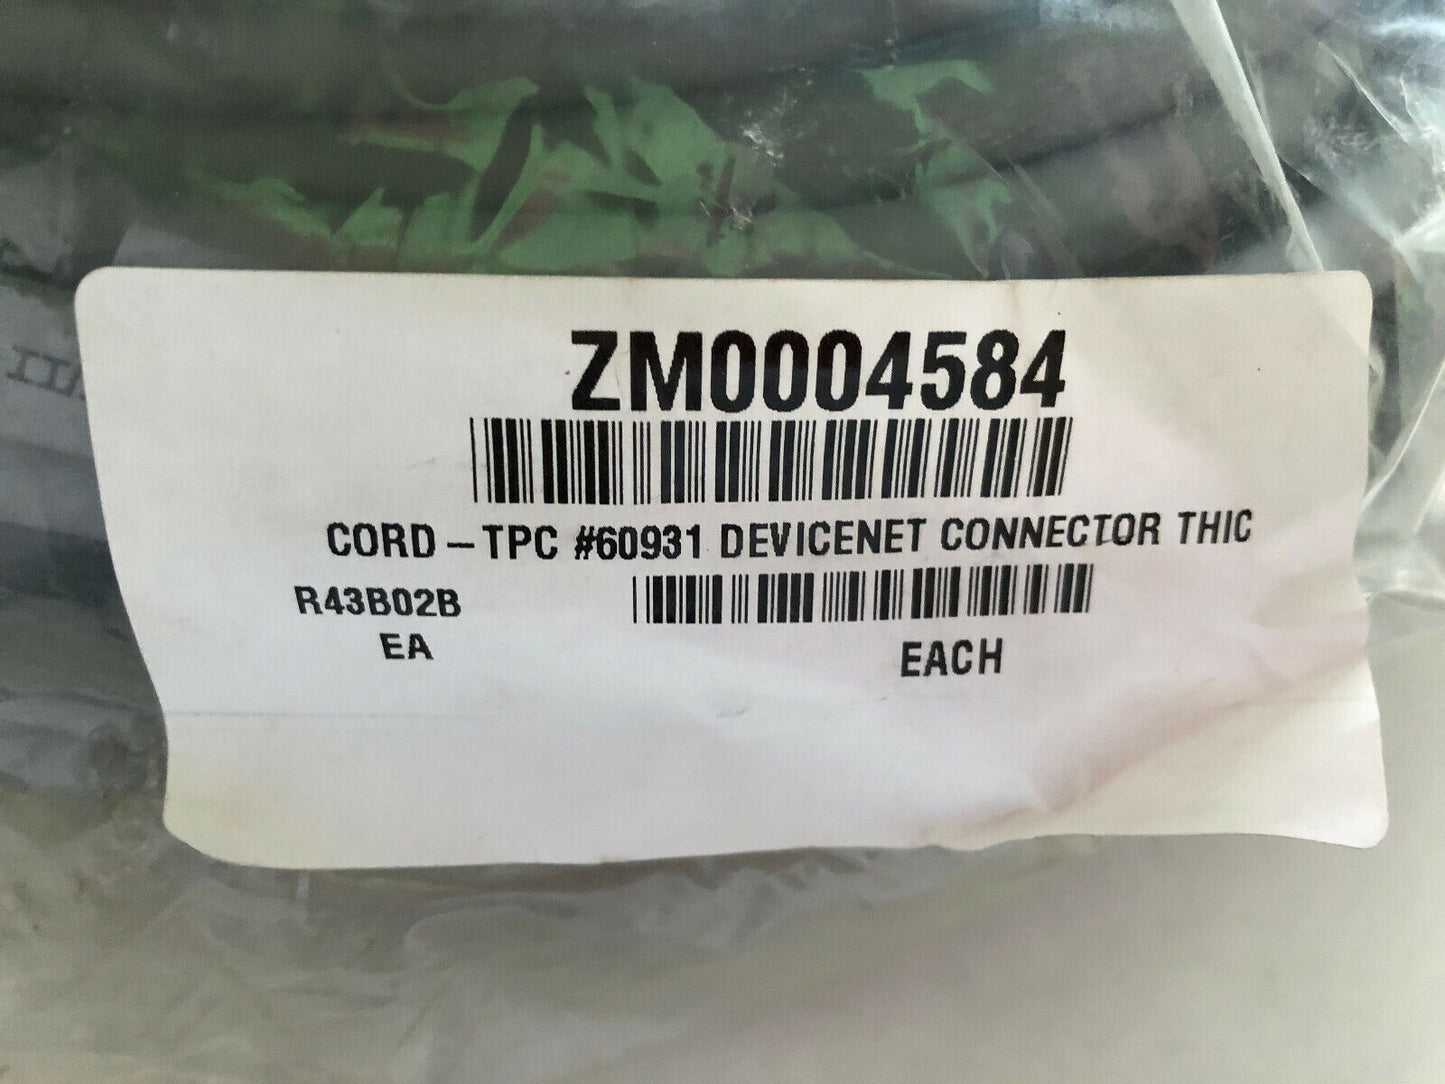 ZM0004584
CORD - TPC #60931 DEVICENET CONNECTOR THIC
R43B02B
EA
EACH